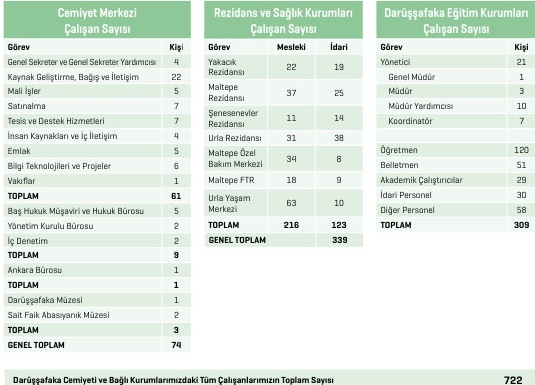 Cemiyet Merkezi
Çalışan Sayısı
Görev Kişi
Genel Sekreter ve Genel Sekreter Yardımcısı 4
Kaynak Geliştirme, Bağış ve İletişim 22
Mali İşler 5
Satınalma 7
Tesis ve Destek Hizmetleri 7
İnsan Kaynakları ve İç İletişim 4
Emlak 5
Bilgi Teknolojileri ve Projeler 6
Vakıflar 1
TOPLAM 61
Baş Hukuk Müşaviri ve Hukuk Bürosu 5
Yönetim Kurulu Bürosu 2
İç Denetim 2
TOPLAM 9
Ankara Bürosu 1
TOPLAM 1
Darüşşafaka Müzesi 1
Sait Faik Abasıyanık Müzesi 2
TOPLAM 3
GENEL TOPLAM 74
Rezidans ve Sağlık Kurumları
Çalışan Sayısı
Görev Mesleki İdari
Yakacık
Rezidansı 22 19
Maltepe
Rezidansı 37 25
Şenesenevler
Rezidansı 11 14
Urla Rezidansı 31 38
Maltepe Özel
Bakım Merkezi 34 8
Maltepe FTR 18 9
Urla Yaşam
Merkezi 63 10
TOPLAM 216 123
GENEL TOPLAM 339
Darüşşafaka Eğitim Kurumları
Çalışan Sayısı
Görev Kişi
Yönetici 21
Genel Müdür 1
Müdür 3
Müdür Yardımcısı 10
Koordinatör 7
Öğretmen 120
Belletmen 51
Akademik Çalıştırıcılar 29
İdari Personel 30
Diğer Personel 58
TOPLAM 309
Darüşşafaka Cemiyeti ve Bağlı Kurumlarımızdaki Tüm Çalışanlarımızın Toplam Sayısı 722